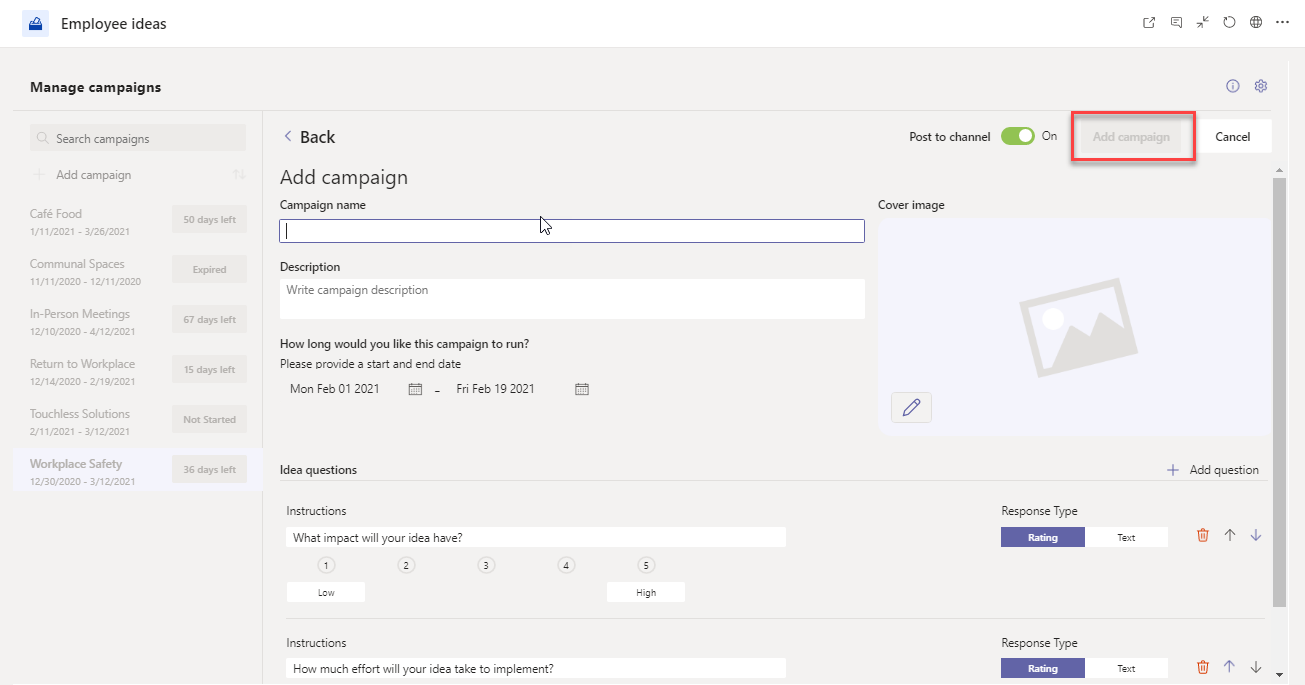 Employee ideas
Manage campaigns
Search campaigns
Add campaign
Café Food
1/11/2021 - 3/26/2021
50 days left
Communal Spaces
11/11/2020 - 12/11/2020
Expired
In-Person Meetings
12/10/2020 - 4/12/2021
67 days left
Return to Workplace
12/14/2020 - 2/19/2021
15 days left
Touchless Solutions
2/11/2021 - 3/12/2021
Not Started
Workplace Safety
12/30/2020 - 3/12/2021
36 days left
Back
Post to channel On Add campaign Cancel
Add campaign
Campaign name
Cover image
Description
Write campaign description
How long would you like this campaign to run?
Please provide a start and end date
Mon Feb 01 2021 – Fri Feb 19 2021
Idea questions
Add question
Instructions
Response Type
What impact will your idea have?
Rating Text
1 2 3 4 5
Low High
Instructions
Response Type
How much effort will your idea take to implement?
Rating Text